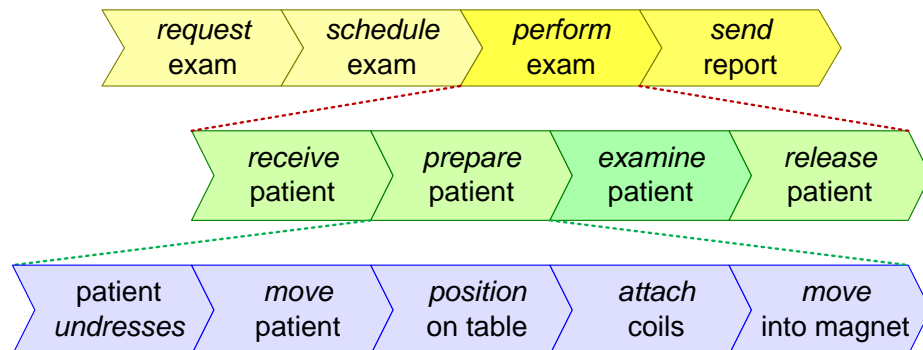 request
exam
schedule
exam
perform
exam
send
report
receive
patient
prepare
patient
examine
patient
release
patient
patient
undresses
move
patient
position
on table
attach
coils
move
into magnet